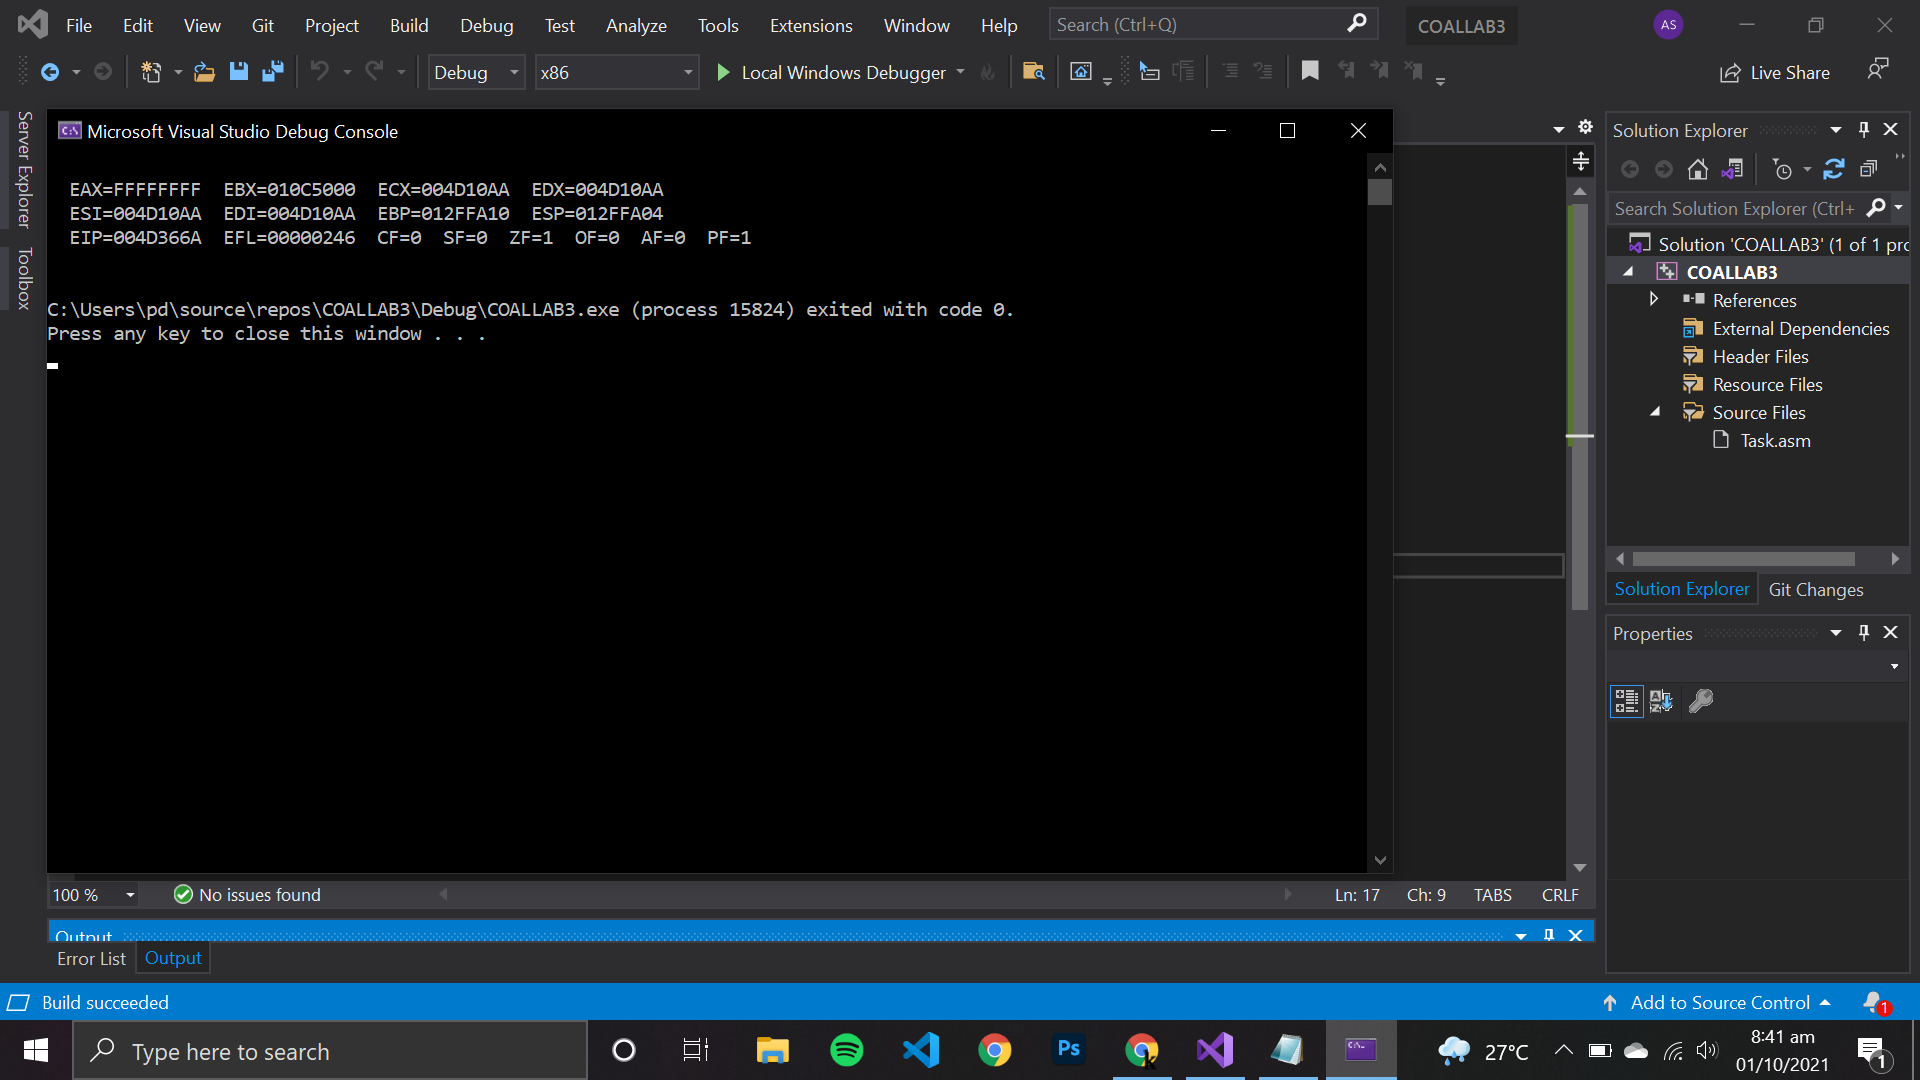 File Edit View Git Project Build Debug Test Analyze Tools Extensions Window Help Search (Ctrl+Q) COALLAB3 AS
Debug x86 Local Windows Debugger Live Share
Server Explorer
Toolbox
Microsoft Visual Studio Debug Console
EAX=FFFFFFFF EBX=010C5000 ECX=004D10AA EDX=004D10AA
ESI=004D10AA EDI=004D10AA EBP=012FFA10 ESP=012FFA04
EIP=004D366A EFL=00000246 CF=0 SF=0 ZF=1 OF=0 AF=0 PF=1
C:\Users\pd\source\repos\COALLAB3\Debug\COALLAB3.exe (process 15824) exited with code 0.
Press any key to close this window . . .
Solution Explorer
Search Solution Explorer (Ctrl+
Solution 'COALLAB3' (1 of 1 pro
COALLAB3
References
External Dependencies
Header Files
Resource Files
Source Files
Task.asm
Solution Explorer Git Changes
Properties
100 % No issues found Ln: 17 Ch: 9 TABS CRLF
Output
Error List Output
Build succeeded Add to Source Control 1
Type here to search Ps 27°C 8:41 am
01/10/2021 1